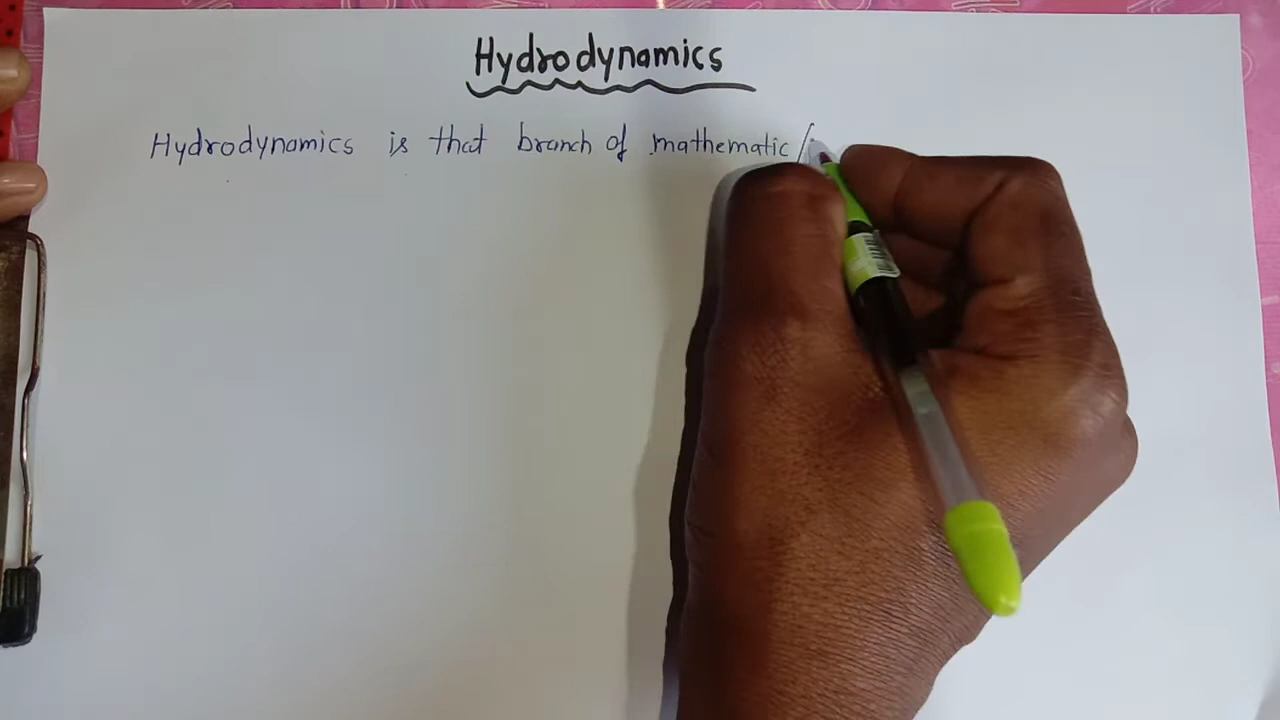 Hydrodynamics
Hydrodynamics is that branch of mathematic/